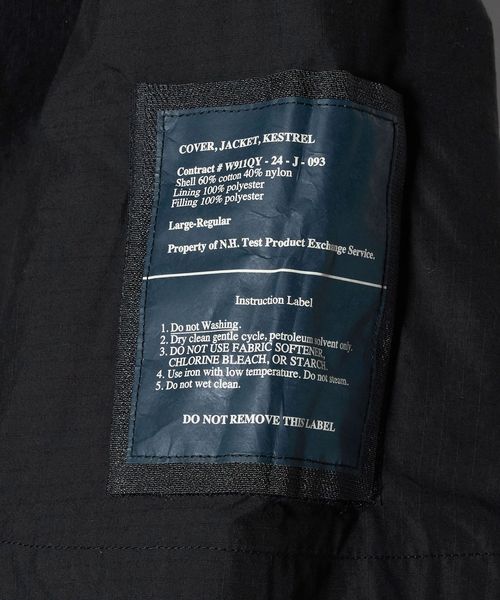 COVER, JACKET, KESTREL
Contract # W911QY - 24 - J - 093
Shell 60% cotton 40% nylon
Lining 100% polyester
Filling 100% polyester
Large-Regular
Property of N.H. Test Product Exchange Service.
Instruction Label
1. Do not Washing.
2. Dry clean gentle cycle, petroleum solvent only.
3. DO NOT USE FABRIC SOFTENER,
CHLORINE BLEACH, OR STARCH.
4. Use iron with low temperature. Do not steam.
5. Do not wet clean.
DO NOT REMOVE THIS LABEL